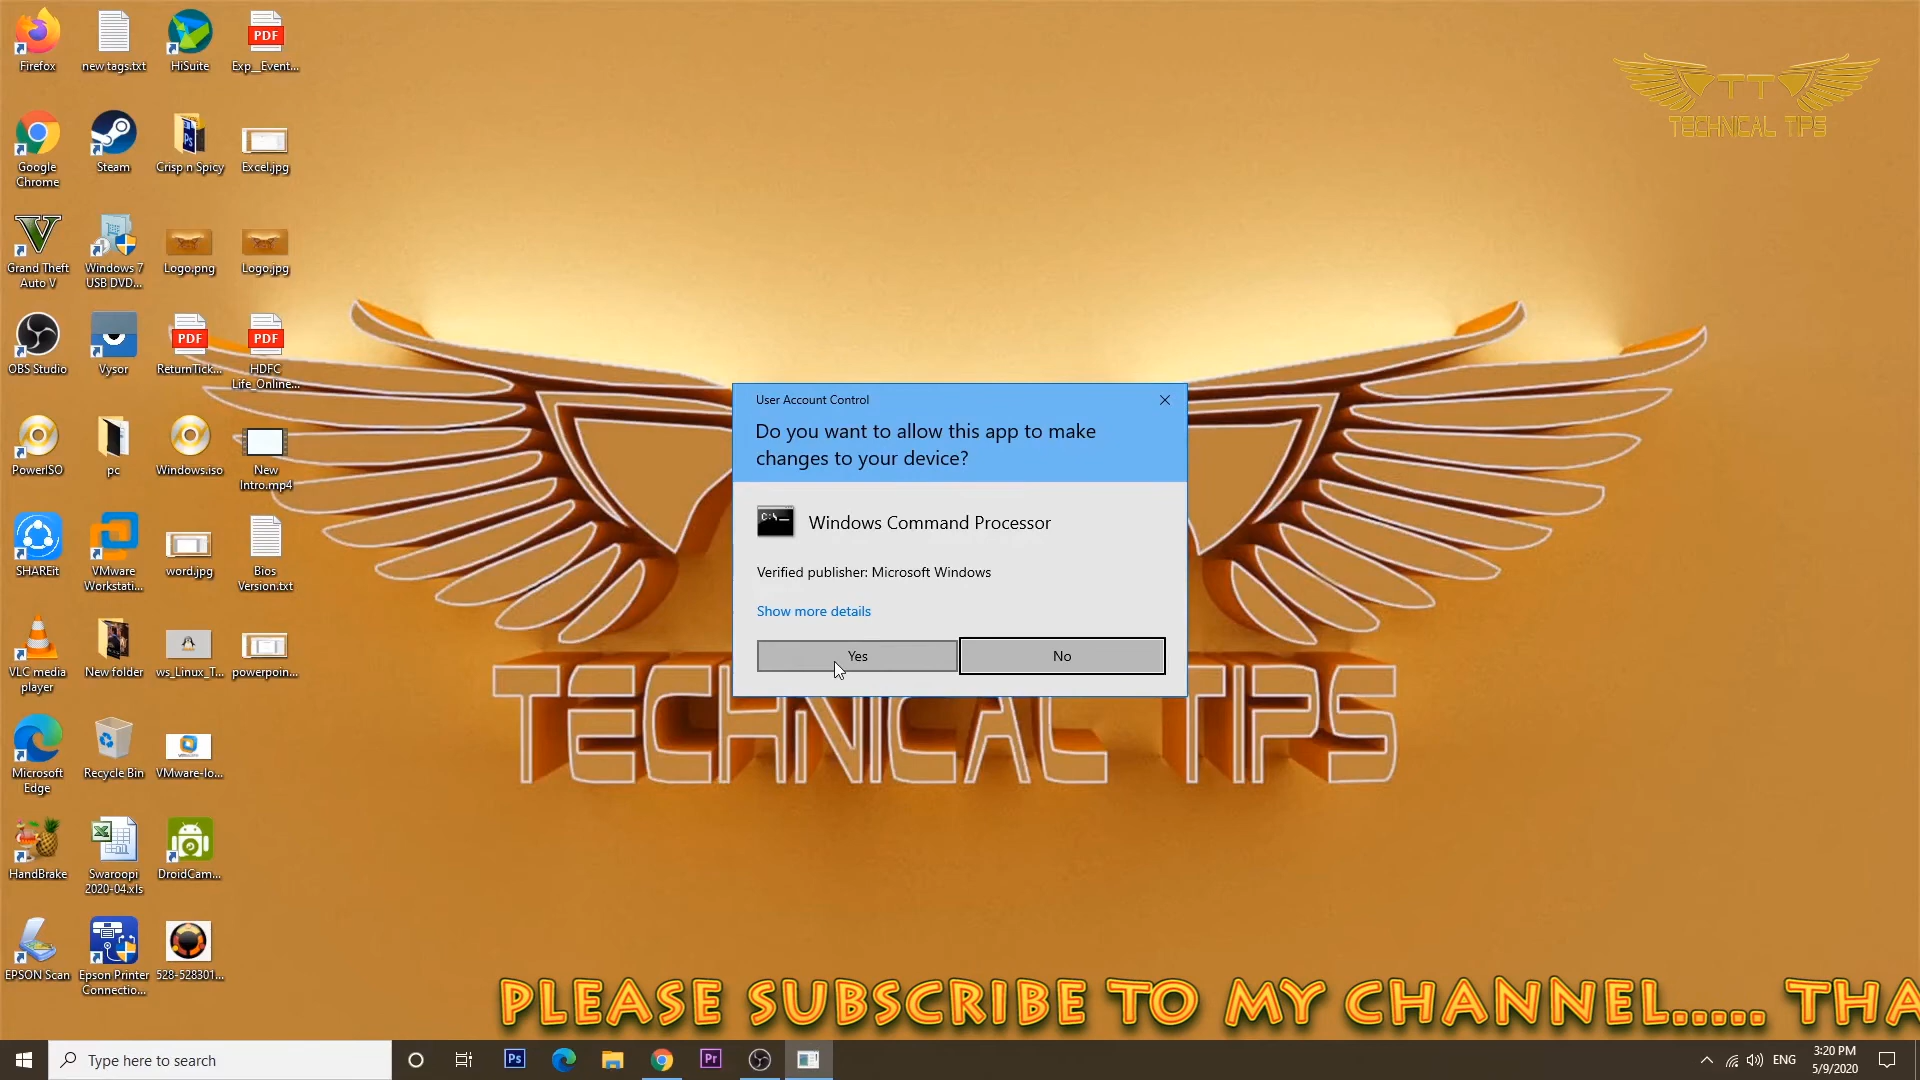 Firefox
new tags.txt
HiSuite
PDF
Exp_Event...
Google
Chrome
Steam
Ps
Crisp n Spicy
Excel.jpg
Grand Theft
Auto V
Windows 7
USB DVD...
Logo.png
Logo.jpg
OBS Studio
Vysor
PDF
ReturnTick...
PDF
HDFC
Life_Online...
PowerISO
pc
Windows.iso
New
Intro.mp4
SHAREit
VMware
Workstati...
word.jpg
Bios
Version.txt
VLC media
player
New folder
ws_Linux_T...
powerpoin...
Microsoft
Edge
Recycle Bin
VMware-lo...
HandBrake
Swaroopi
2020-04.xls
DroidCam...
EPSON Scan
Epson Printer
Connectio...
528-528301...
TT
TECHNICAL TIPS
User Account Control
Do you want to allow this app to make
changes to your device?
C:\_
Windows Command Processor
Verified publisher: Microsoft Windows
Show more details
Yes
No
TECHNICAL TIPS
PLEASE SUBSCRIBE TO MY CHANNEL..... THA
Type here to search
Ps
Pr
ENG
3:20 PM
5/9/2020